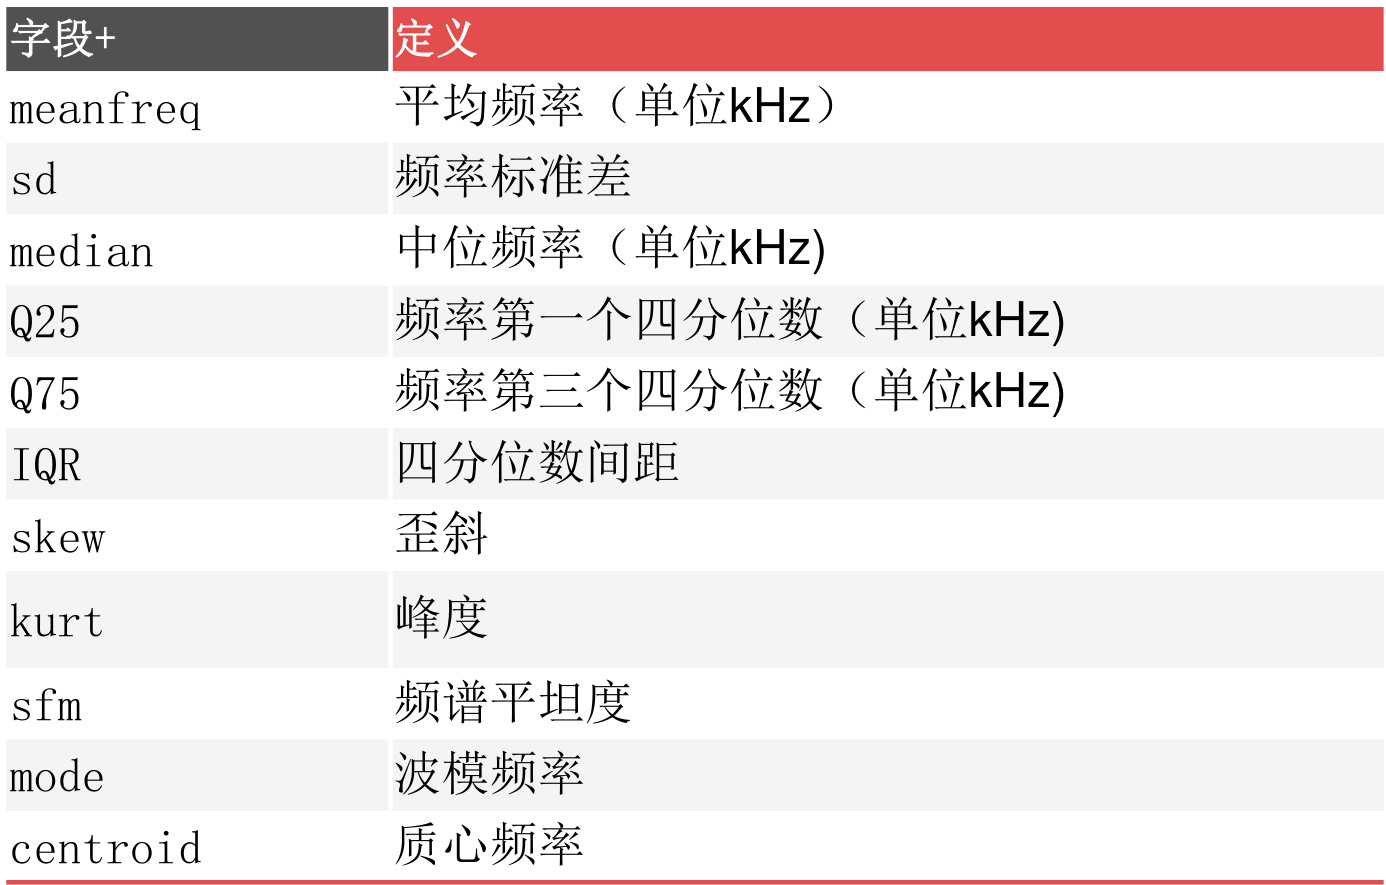 字段+ 定义
meanfreq 平均频率（单位kHz）
sd 频率标准差
median 中位频率（单位kHz)
Q25 频率第一个四分位数（单位kHz)
Q75 频率第三个四分位数（单位kHz)
IQR 四分位数间距
skew 歪斜
kurt 峰度
sfm 频谱平坦度
mode 波模频率
centroid 质心频率